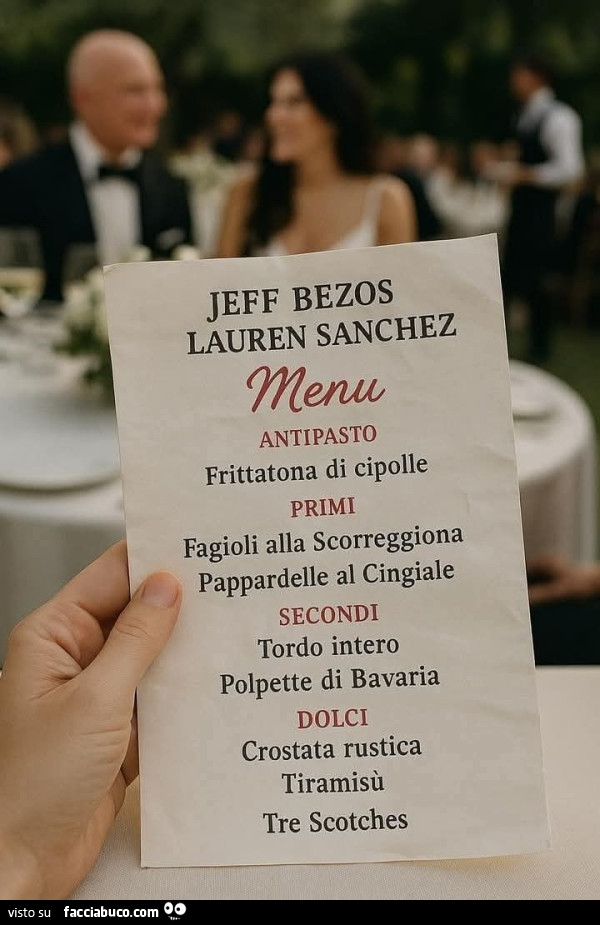 JEFF BEZOS
LAUREN SANCHEZ
Menu
ANTIPASTO
Frittatona di cipolle
PRIMI
Fagioli alla Scorreggiona
Pappardelle al Cingiale
SECONDI
Tordo intero
Polpette di Bavaria
DOLCI
Crostata rustica
Tiramisù
Tre Scotches
visto su facciabuco.com